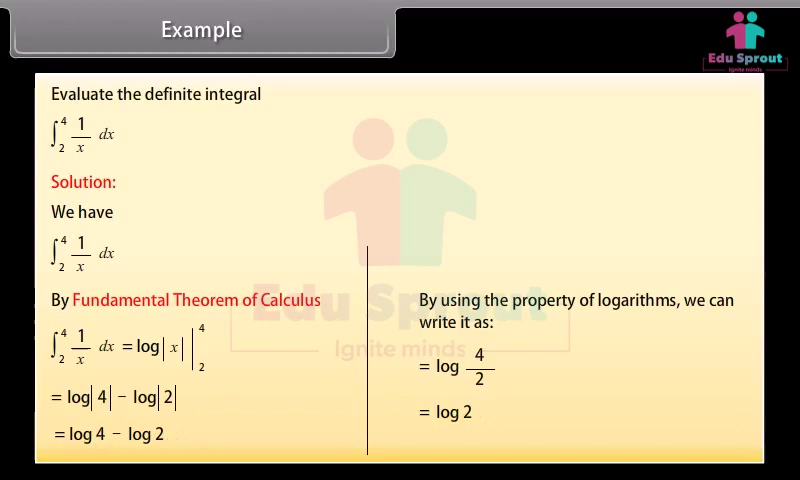 Example
Edu Sprout
Ignite minds
Evaluate the definite integral
∫₂⁴ 1/x dx
Solution:
We have
∫₂⁴ 1/x dx
By Fundamental Theorem of Calculus
∫₂⁴ 1/x dx = log|x| |₂⁴
= log|4| − log|2|
= log 4 − log 2
By using the property of logarithms, we can
write it as:
= log 4/2
= log 2
Edu Sprout
Ignite minds